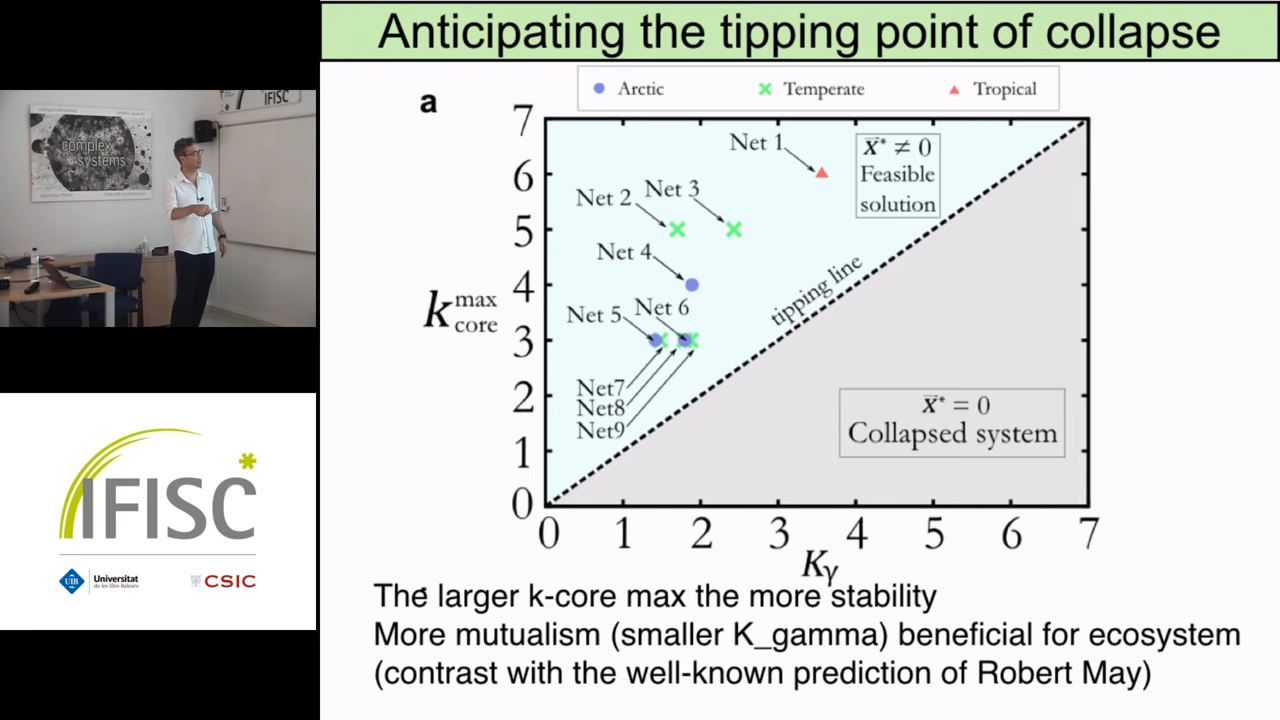 Anticipating the tipping point of collapse
Arctic
Temperate
Tropical
a
7
6
5
4
3
2
1
0
k core max
Net 1
Net 2
Net 3
Net 4
Net 5
Net 6
Net7
Net8
Net9
x* ≠ 0
Feasible
solution
tipping line
x* = 0
Collapsed system
0 1 2 3 4 5 6 7
Kγ
The larger k-core max the more stability
More mutualism (smaller K_gamma) beneficial for ecosystem
(contrast with the well-known prediction of Robert May)
IFISC
complex
systems
IFISC
UIB
Universitat
de les Illes Balears
CSIC